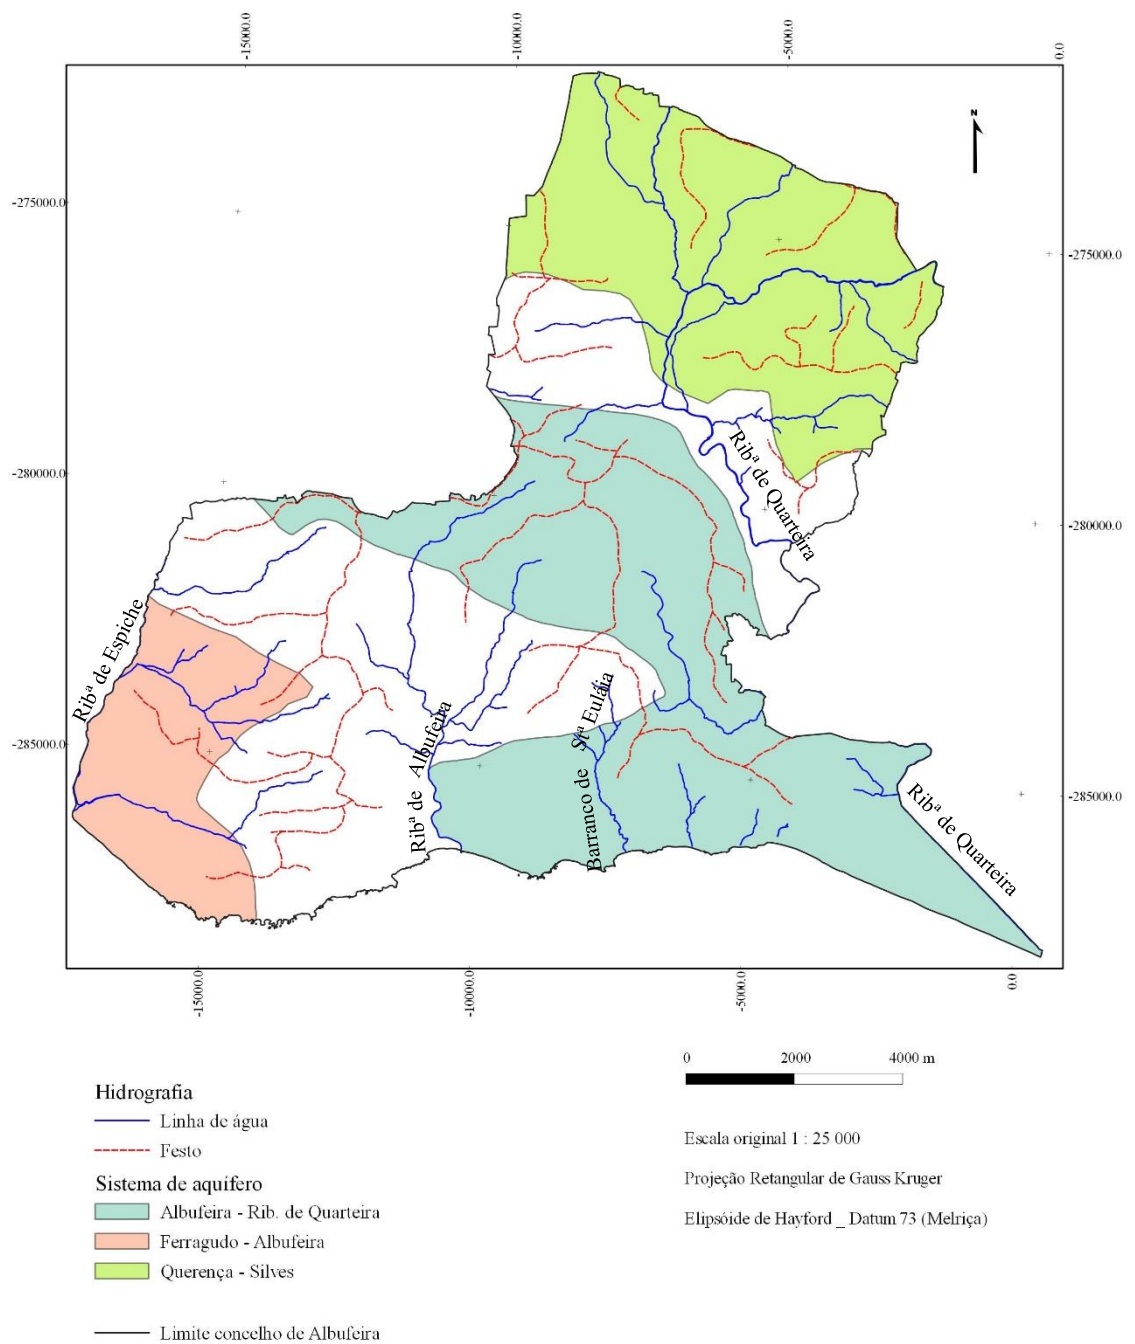 -15000.0
-10000.0
-5000.0
0.0
N
-275000.0
-275000.0
-280000.0
-280000.0
-285000.0
-285000.0
Ribª de Quarteira
Ribª de Espiche
Ribª de Albufeira
Barranco de Stª Eulália
Ribª de Quarteira
-15000.0
-10000.0
-5000.0
0.0
0 2000 4000 m
Hidrografia
Linha de água
Festo
Sistema de aquífero
Albufeira - Rib. de Quarteira
Ferragudo - Albufeira
Querença - Silves
Limite concelho de Albufeira
Escala original 1 : 25 000
Projeção Retangular de Gauss Kruger
Elipsóide de Hayford _ Datum 73 (Melriça)